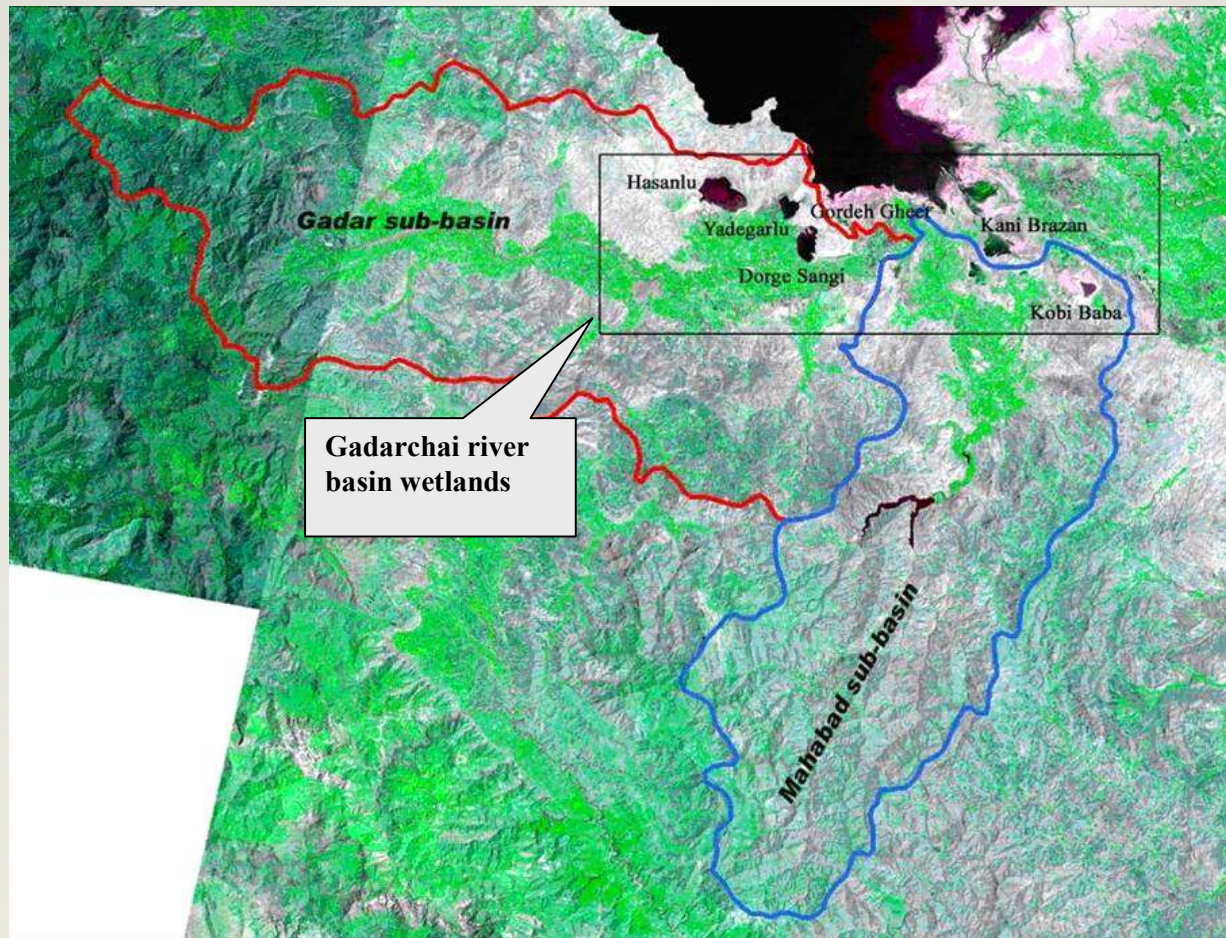 Hasanlu
Gadar sub-basin
Gordeh Gheet
Yadegarlu
Kani Brazan
Dorge Sangi
Kobi Baba
Gadarchai river
basin wetlands
Mahabad sub-basin